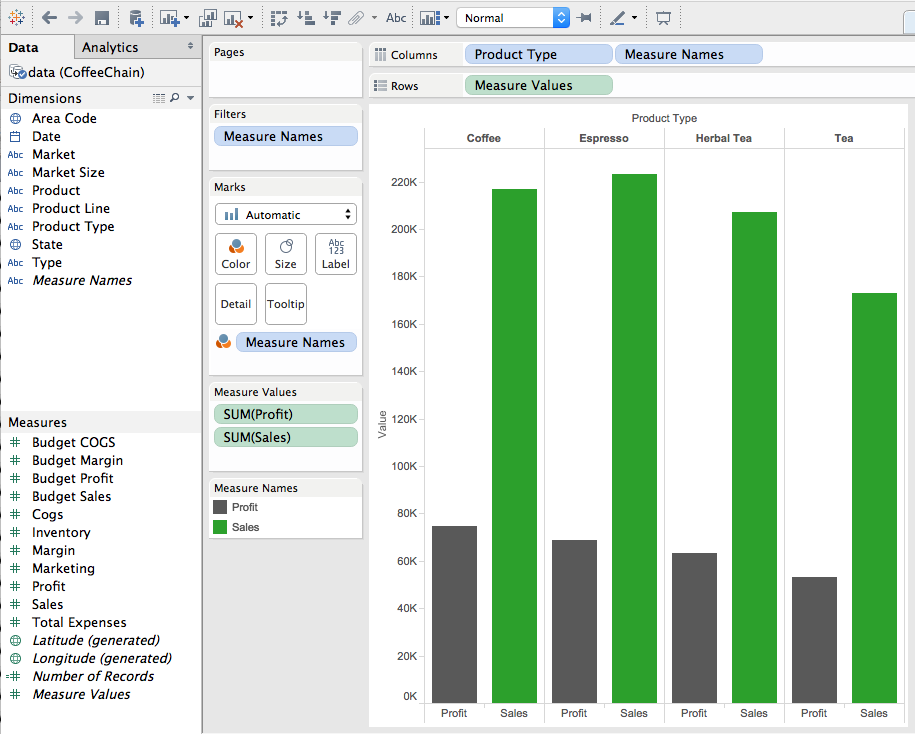 Abc
Normal
Data
Analytics
data (CoffeeChain)
Dimensions
Area Code
Date
Abc Market
Abc Market Size
Abc Product
Abc Product Line
Abc Product Type
State
Abc Type
Abc Measure Names
Measures
# Budget COGS
# Budget Margin
# Budget Profit
# Budget Sales
# Cogs
# Inventory
# Margin
# Marketing
# Profit
# Sales
# Total Expenses
Latitude (generated)
Longitude (generated)
=# Number of Records
# Measure Values
Pages
Filters
Measure Names
Marks
Automatic
Color
Size
Abc
123
Label
Detail
Tooltip
Measure Names
Measure Values
SUM(Profit)
SUM(Sales)
Measure Names
Profit
Sales
Columns
Product Type
Measure Names
Rows
Measure Values
Product Type
Coffee
Espresso
Herbal Tea
Tea
Value
220K
200K
180K
160K
140K
120K
100K
80K
60K
40K
20K
0K
Profit
Sales
Profit
Sales
Profit
Sales
Profit
Sales